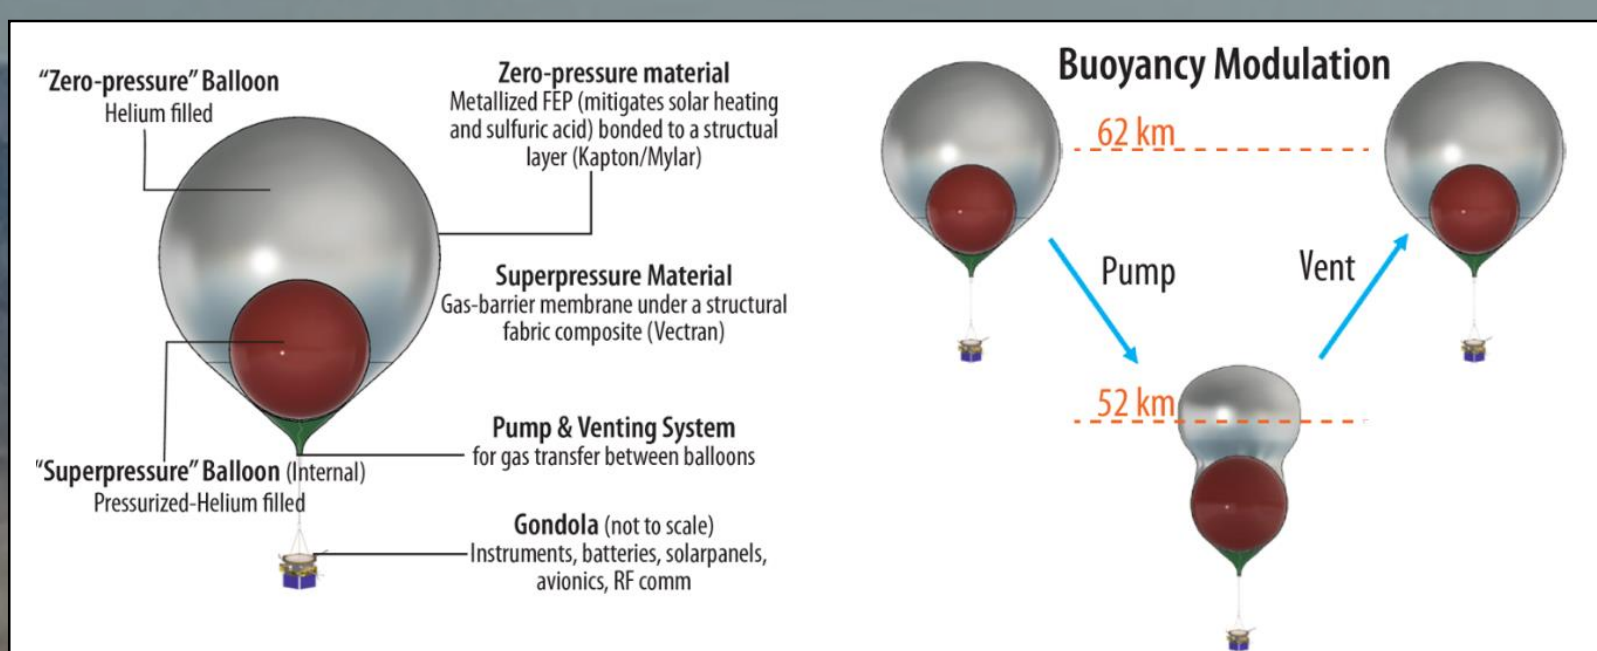 “Zero-pressure” Balloon
Helium filled
Zero-pressure material
Metallized FEP (mitigates solar heating
and sulfuric acid) bonded to a structual
layer (Kapton/Mylar)
Superpressure Material
Gas-barrier membrane under a structural
fabric composite (Vectran)
Pump & Venting System
for gas transfer between balloons
“Superpressure” Balloon (Internal)
Pressurized-Helium filled
Gondola (not to scale)
Instruments, batteries, solarpanels,
avionics, RF comm
Buoyancy Modulation
62 km
Pump
Vent
52 km